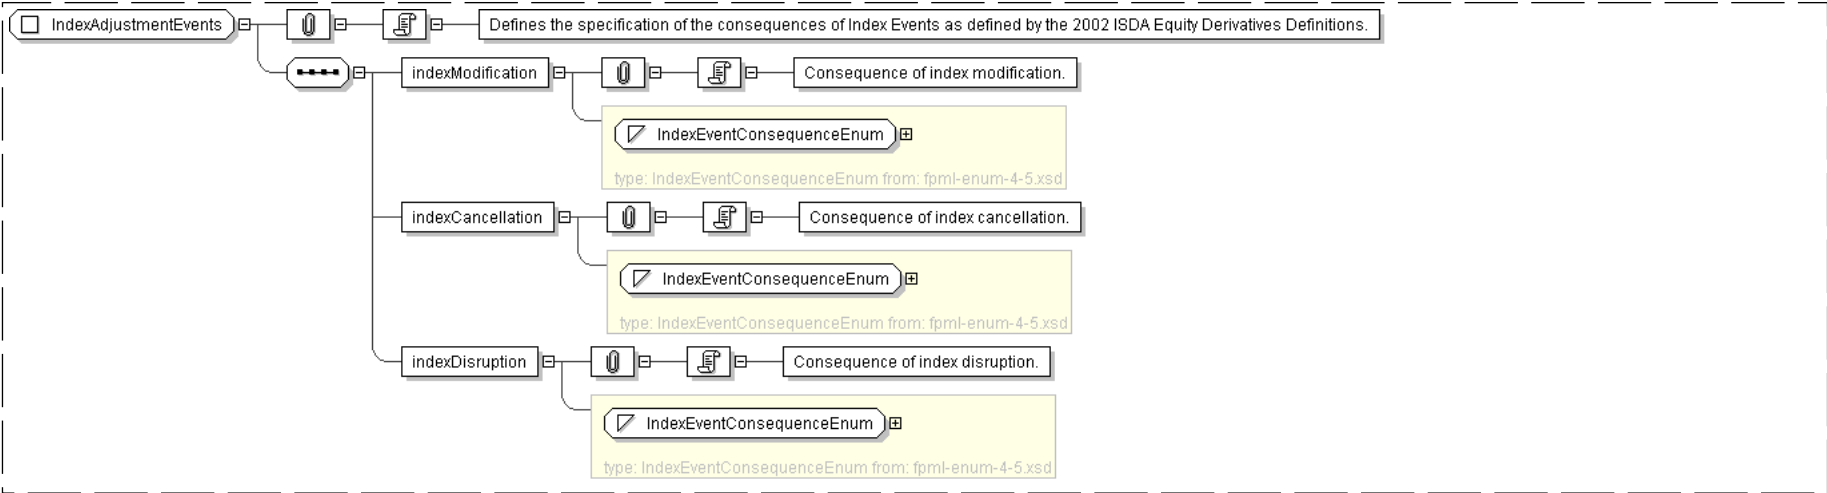 IndexAdjustmentEvents Defines the specification of the consequences of Index Events as defined by the 2002 ISDA Equity Derivatives Definitions.
indexModification Consequence of index modification.
IndexEventConsequenceEnum
type: IndexEventConsequenceEnum from: fpml-enum-4-5.xsd
indexCancellation Consequence of index cancellation.
IndexEventConsequenceEnum
type: IndexEventConsequenceEnum from: fpml-enum-4-5.xsd
indexDisruption Consequence of index disruption.
IndexEventConsequenceEnum
type: IndexEventConsequenceEnum from: fpml-enum-4-5.xsd